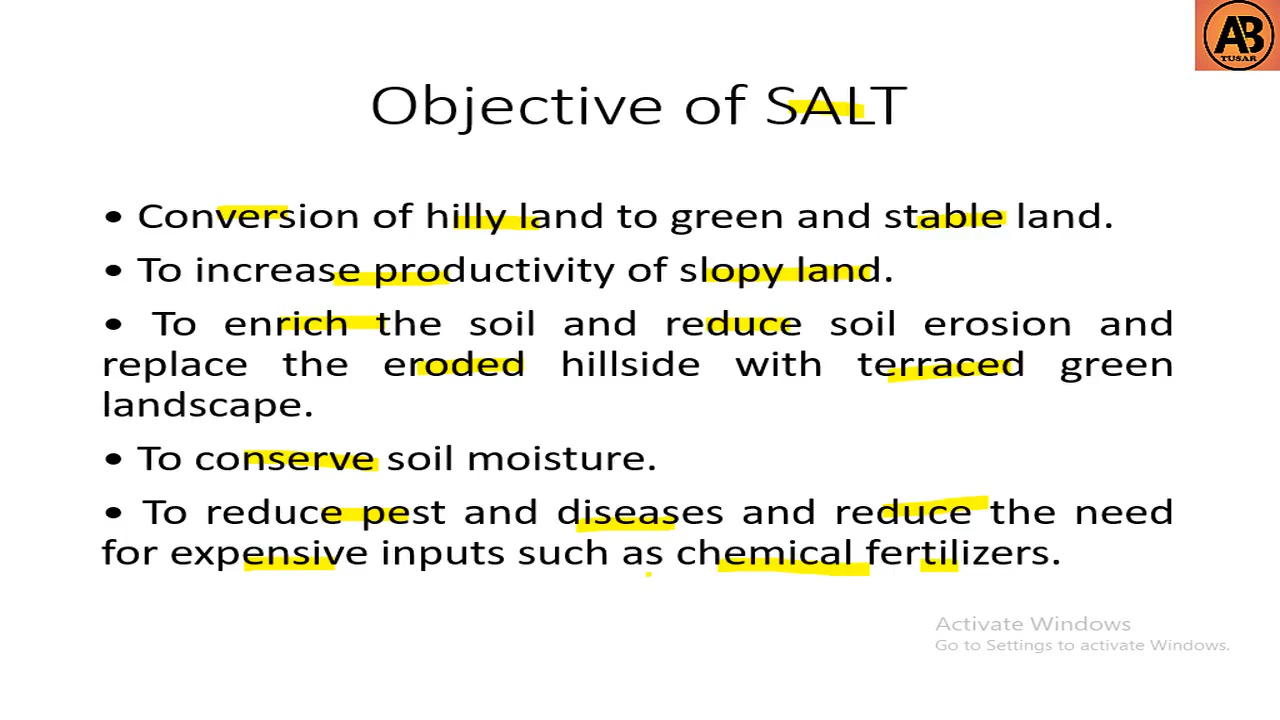 AB
TUSAR
Objective of SALT
• Conversion of hilly land to green and stable land.
• To increase productivity of slopy land.
• To enrich the soil and reduce soil erosion and
replace the eroded hillside with terraced green
landscape.
• To conserve soil moisture.
• To reduce pest and diseases and reduce the need
for expensive inputs such as chemical fertilizers.
Activate Windows
Go to Settings to activate Windows.